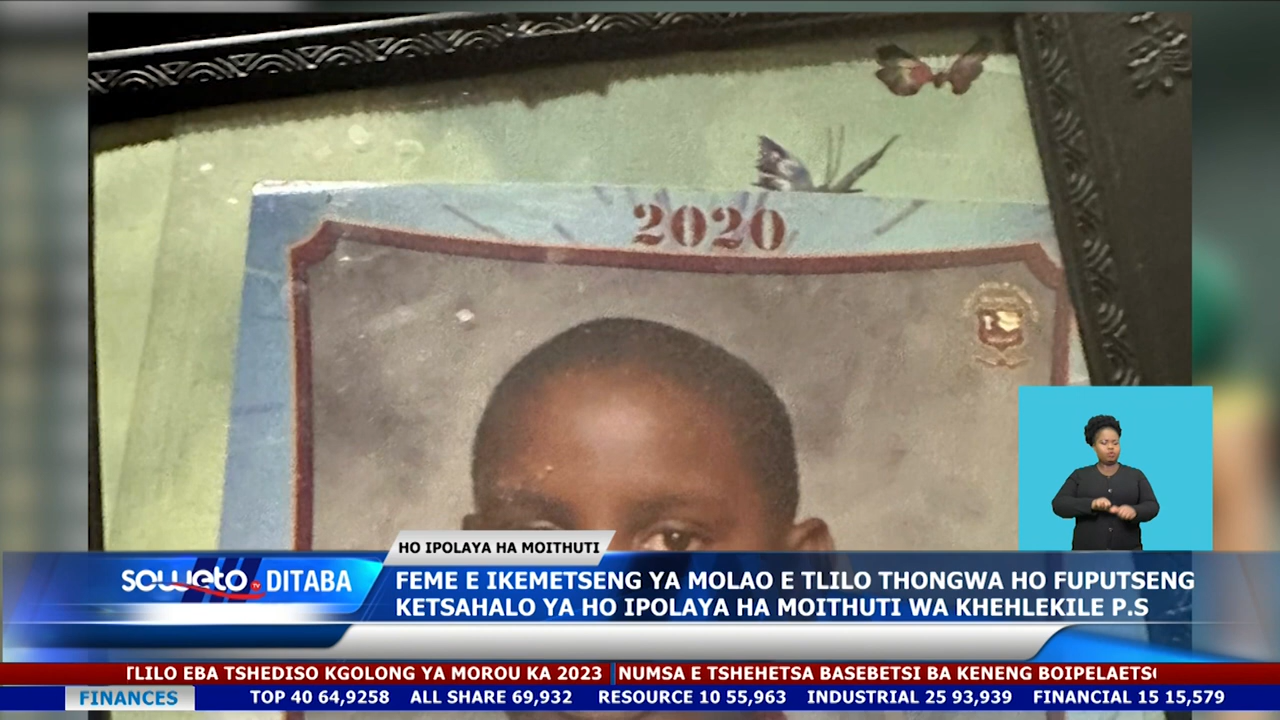 2020
HO IPOLAYA HA MOITHUTI
soweto TV DITABA
FEME E IKEMETSENG YA MOLAO E TLILO THONGWA HO FUPUTSENG
KETSAHALO YA HO IPOLAYA HA MOITHUTI WA KHEHLEKILE P.S
TLILO EBA TSHEDISO KGOLONG YA MOROU KA 2023 NUMSA E TSHEHETSA BASEBETSI BA KENENG BOIPELAETSO
FINANCES TOP 40 64,9258 ALL SHARE 69,932 RESOURCE 10 55,963 INDUSTRIAL 25 93,939 FINANCIAL 15 15,579